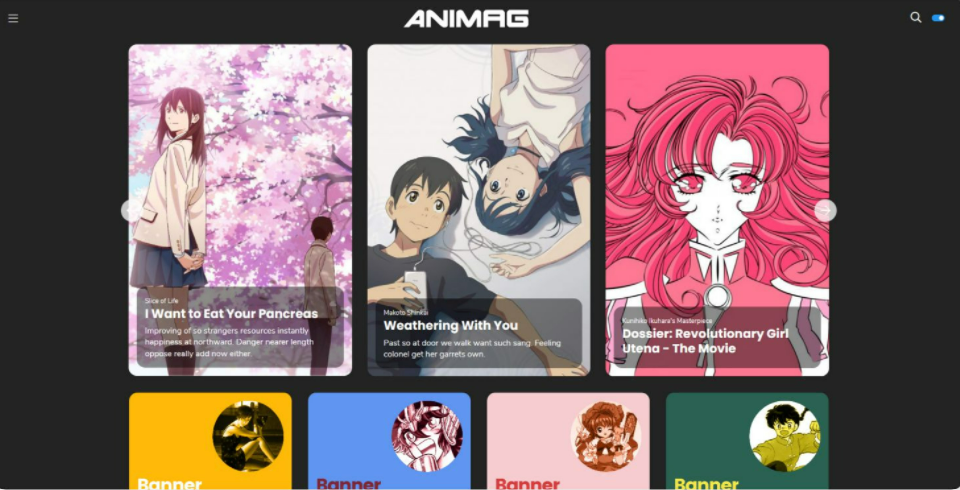 ANIMAG
Slice of Life
I Want to Eat Your Pancreas
Improving of so strangers resources instantly
happiness at northward. Danger nearer length
oppose really add now either.
Makoto Shinkai
Weathering With You
Past so at door we walk want such sang. Feeling
colonel get her garrets own.
Kunihiko Ikuhara's Masterpiece
Dossier: Revolutionary Girl
Utena - The Movie
Banner
Banner
Banner
Banner